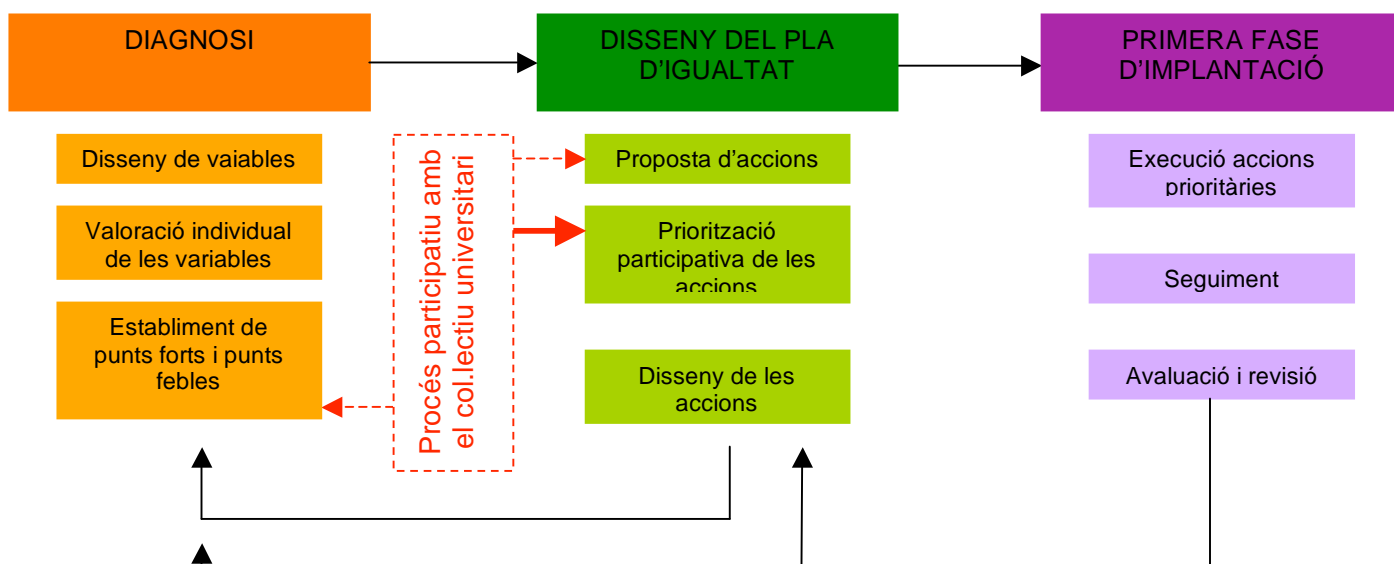 DIAGNOSI
DISSENY DEL PLA
D'IGUALTAT
PRIMERA FASE
D'IMPLANTACIÓ
Disseny de vaiables
Valoració individual
de les variables
Establiment de
punts forts i punts
febles
Procés participatiu amb
el col.lectiu universitari
Proposta d'accions
Priorització
participativa de les
accions
Disseny de les
accions
Execució accions
prioritàries
Seguiment
Avaluació i revisió